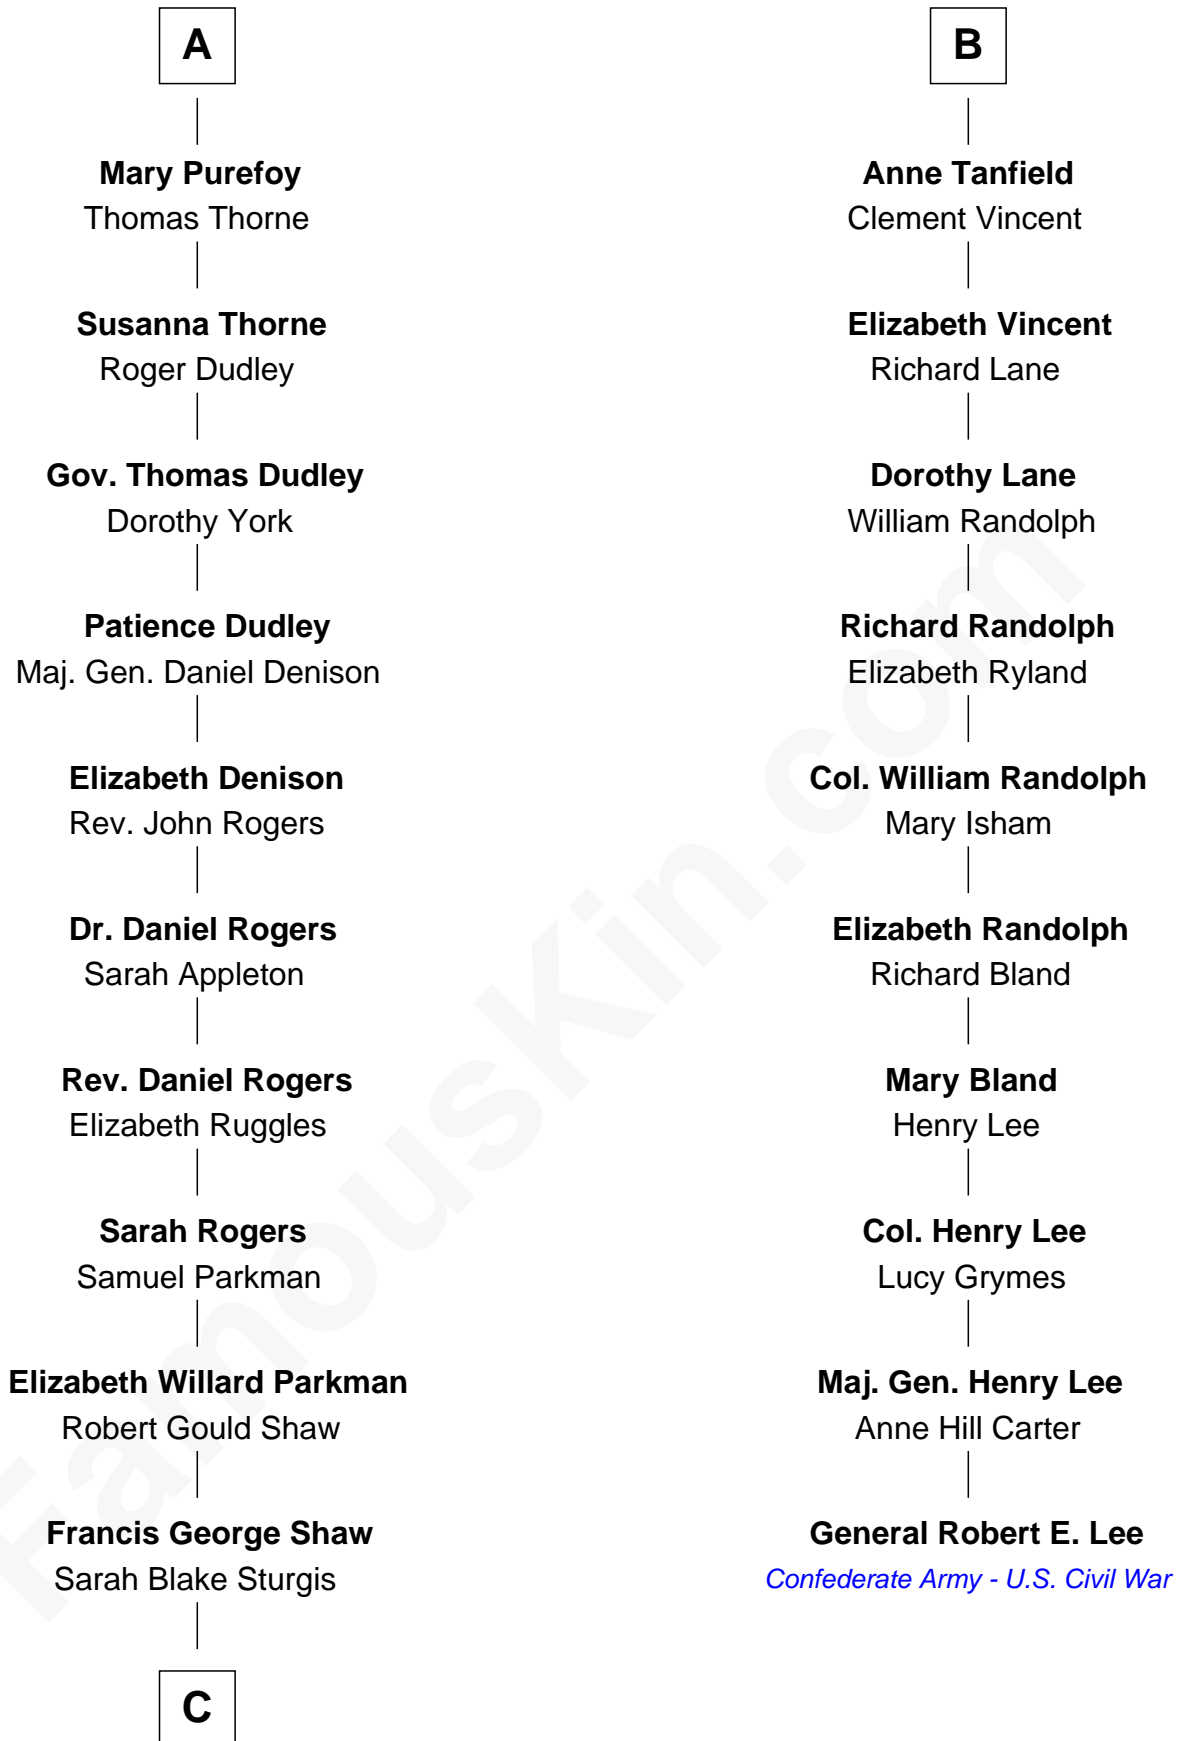 A
Mary Purefoy
Thomas Thorne
Susanna Thorne
Roger Dudley
Gov. Thomas Dudley
Dorothy York
Patience Dudley
Maj. Gen. Daniel Denison
Elizabeth Denison
Rev. John Rogers
Dr. Daniel Rogers
Sarah Appleton
Rev. Daniel Rogers
Elizabeth Ruggles
Sarah Rogers
Samuel Parkman
Elizabeth Willard Parkman
Robert Gould Shaw
Francis George Shaw
Sarah Blake Sturgis
C
B
Anne Tanfield
Clement Vincent
Elizabeth Vincent
Richard Lane
Dorothy Lane
William Randolph
Richard Randolph
Elizabeth Ryland
Col. William Randolph
Mary Isham
Elizabeth Randolph
Richard Bland
Mary Bland
Henry Lee
Col. Henry Lee
Lucy Grymes
Maj. Gen. Henry Lee
Anne Hill Carter
General Robert E. Lee
Confederate Army - U.S. Civil War
FamousKin.com